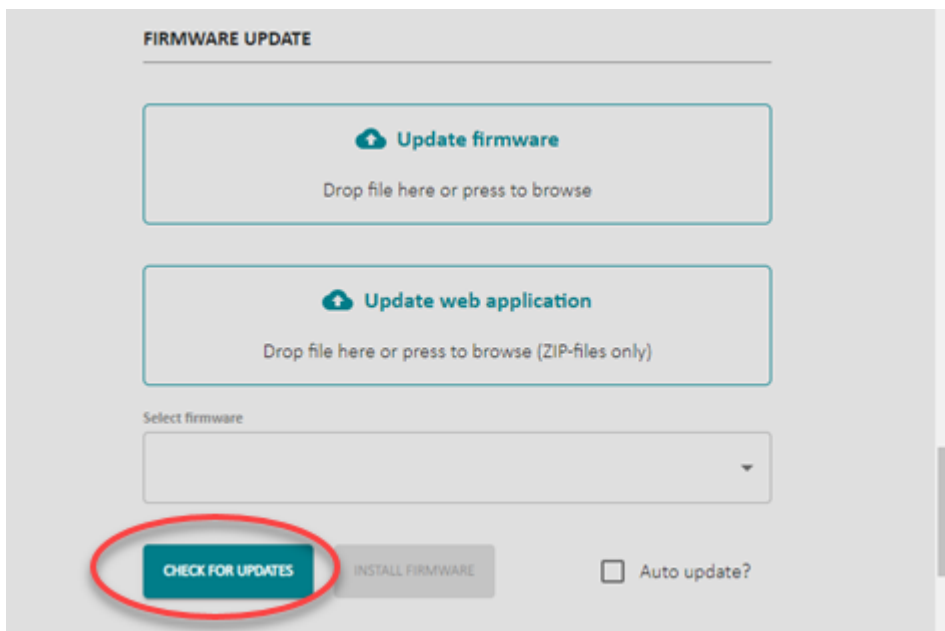 FIRMWARE UPDATE
Update firmware
Drop file here or press to browse
Update web application
Drop file here or press to browse (ZIP-files only)
Select firmware
CHECK FOR UPDATES INSTALL FIRMWARE Auto update?